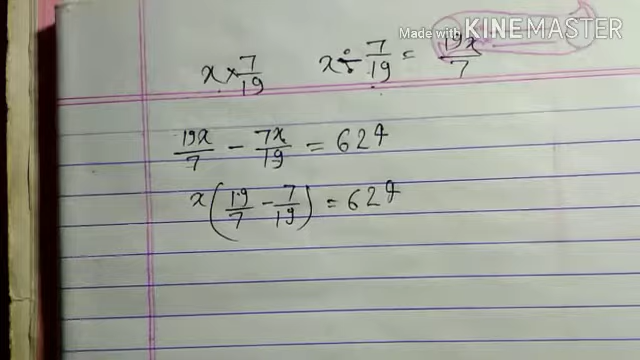 Made with KINEMASTER
x × 7/19 x ÷ 7/19 = 19x/7
19x/7 − 7x/19 = 624
x(19/7 − 7/19) = 624